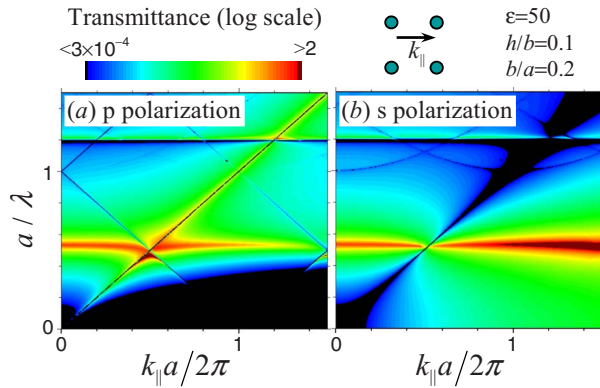 Transmittance (log scale)
<3×10⁻⁴
>2
k∥
ε=50
h/b=0.1
b/a=0.2
(a) p polarization
(b) s polarization
a / λ
1
0
0
1
0
1
k∥a/2π
k∥a/2π